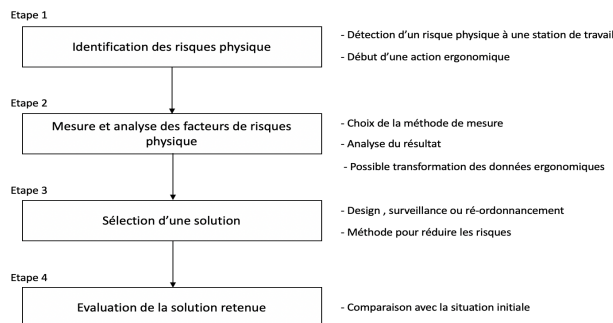 Etape 1
Identification des risques physique
- Détection d'un risque physique à une station de travail
- Début d'une action ergonomique
Etape 2
Mesure et analyse des facteurs de risques
physique
- Choix de la méthode de mesure
- Analyse du résultat
- Possible transformation des données ergonomiques
Etape 3
Sélection d'une solution
- Design , surveillance ou ré-ordonnancement
- Méthode pour réduire les risques
Etape 4
Evaluation de la solution retenue
- Comparaison avec la situation initiale